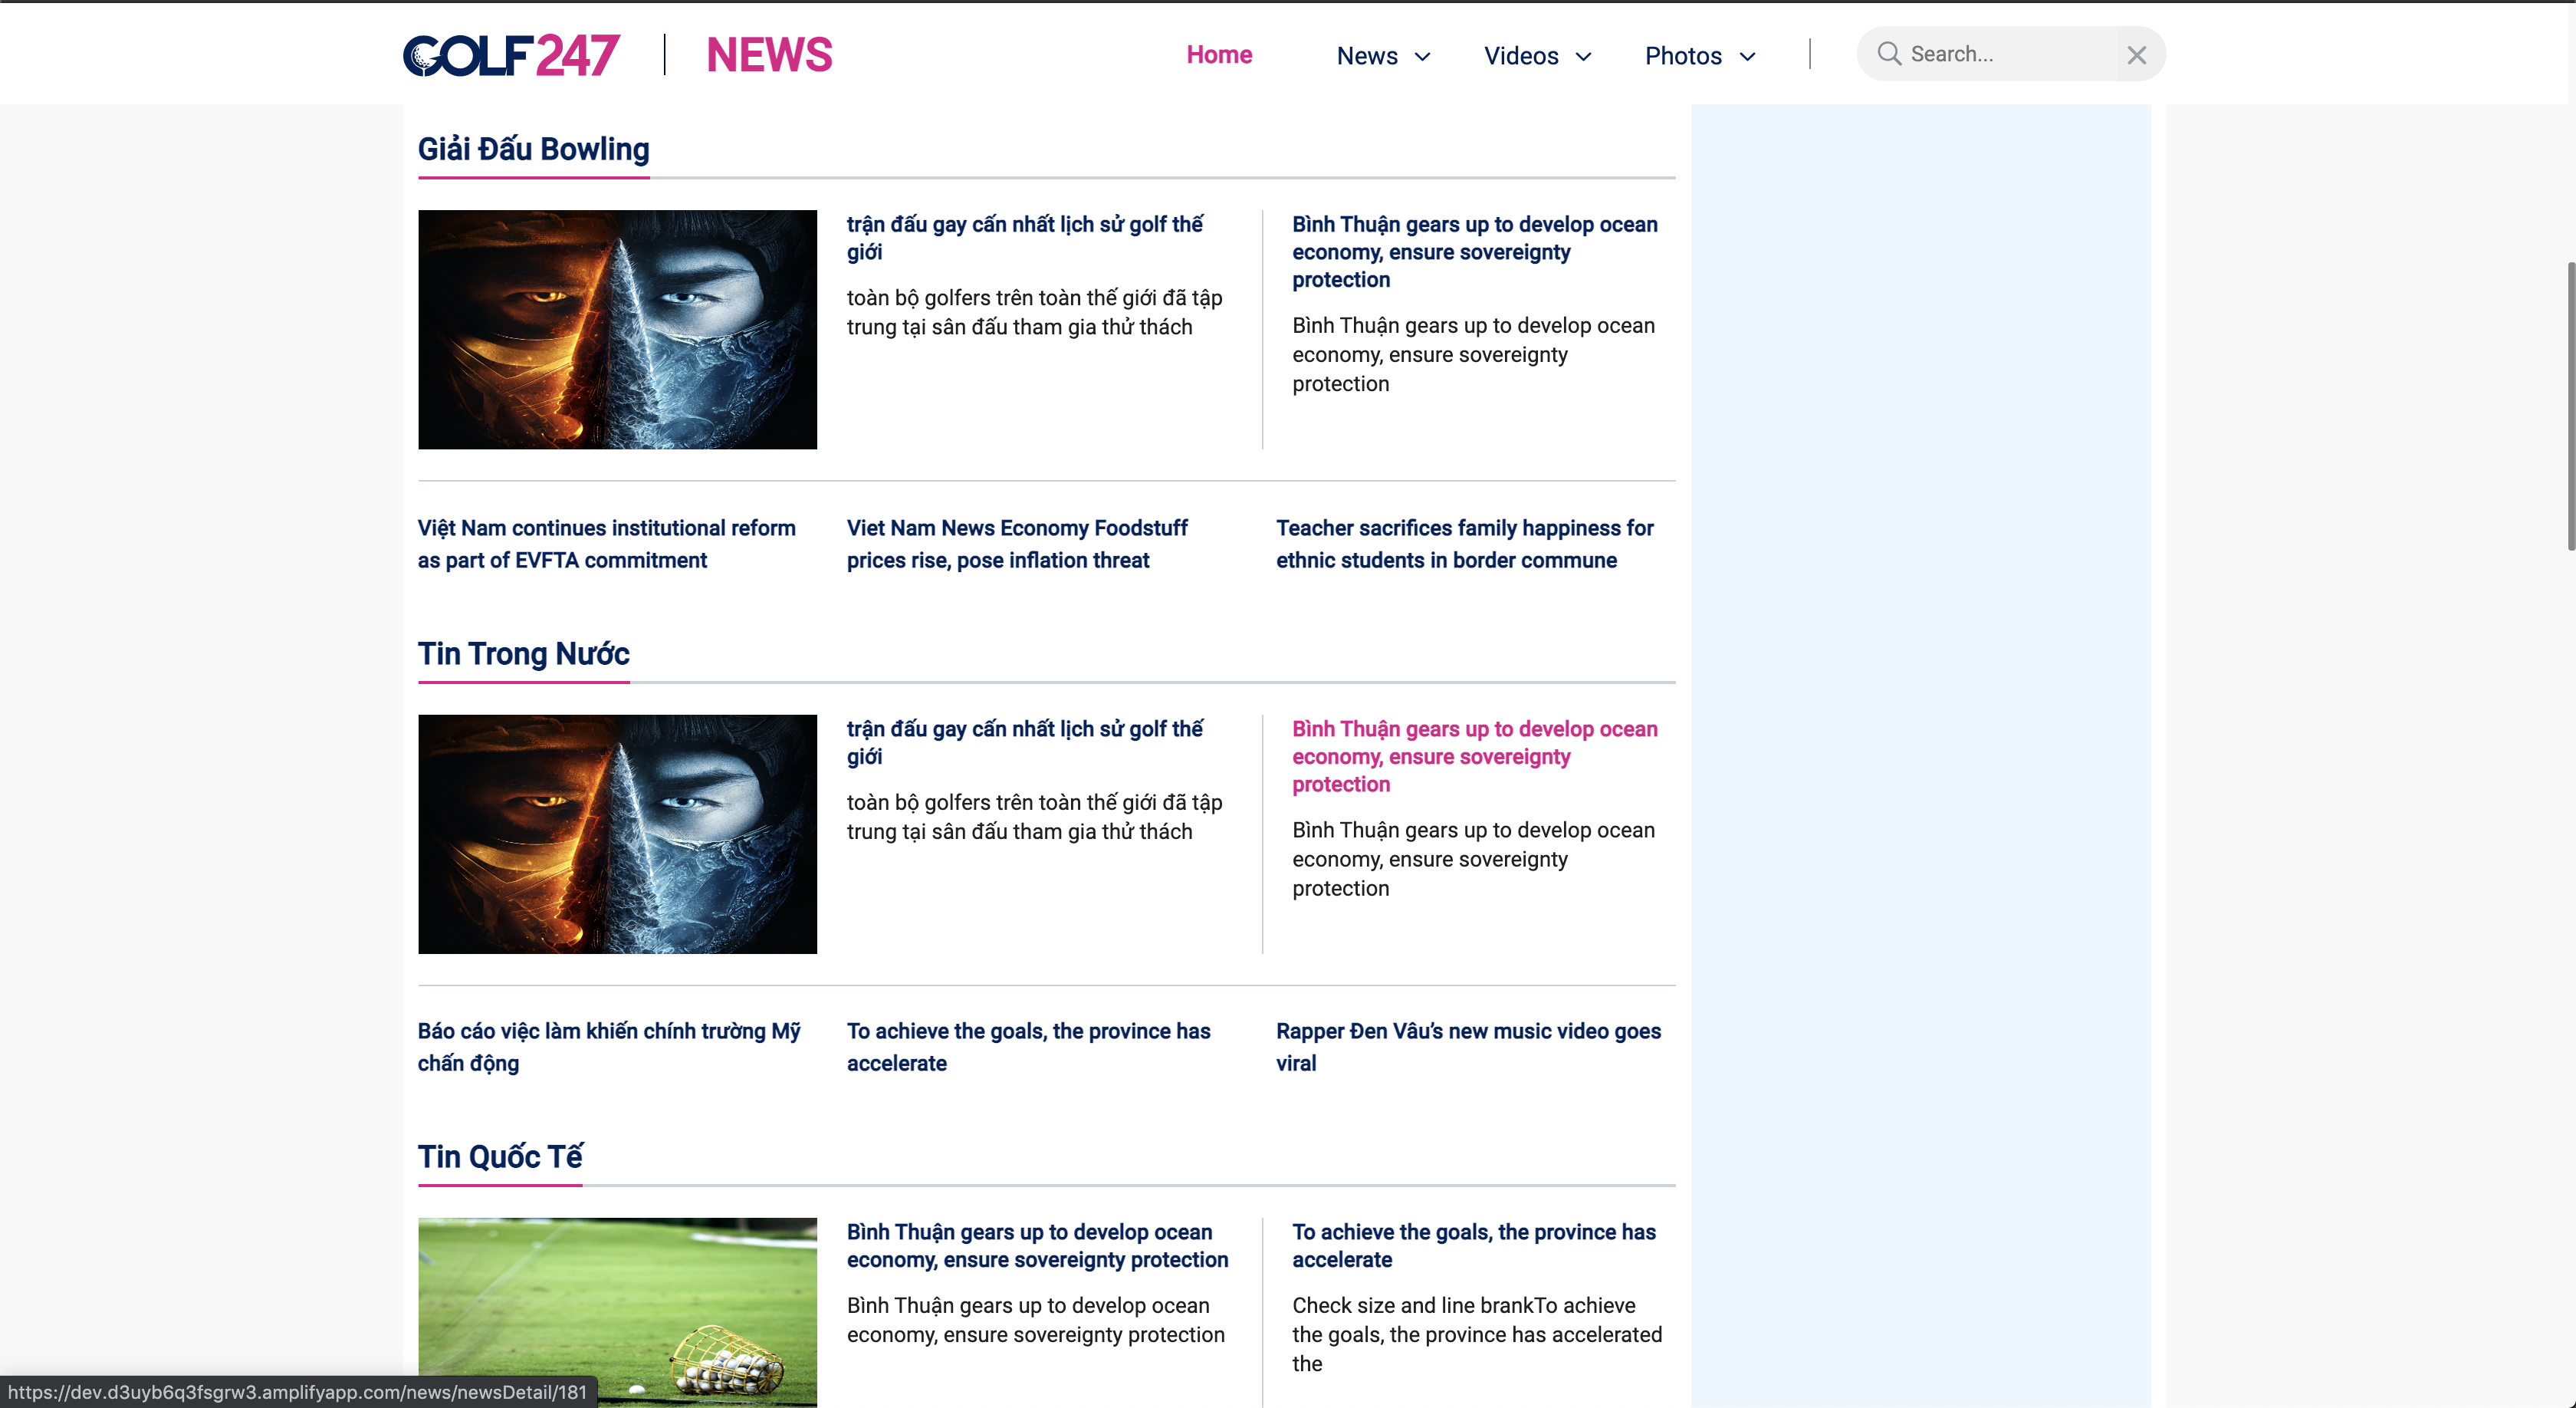 GOLF 247 NEWS Home News Videos Photos Search...
Giải Đấu Bowling
trận đấu gay cấn nhất lịch sử golf thế
giới
toàn bộ golfers trên toàn thế giới đã tập
trung tại sân đấu tham gia thử thách
Bình Thuận gears up to develop ocean
economy, ensure sovereignty
protection
Bình Thuận gears up to develop ocean
economy, ensure sovereignty
protection
Việt Nam continues institutional reform
as part of EVFTA commitment
Viet Nam News Economy Foodstuff
prices rise, pose inflation threat
Teacher sacrifices family happiness for
ethnic students in border commune
Tin Trong Nước
trận đấu gay cấn nhất lịch sử golf thế
giới
toàn bộ golfers trên toàn thế giới đã tập
trung tại sân đấu tham gia thử thách
Bình Thuận gears up to develop ocean
economy, ensure sovereignty
protection
Bình Thuận gears up to develop ocean
economy, ensure sovereignty
protection
Báo cáo việc làm khiến chính trường Mỹ
chấn động
To achieve the goals, the province has
accelerate
Rapper Đen Vâu’s new music video goes
viral
Tin Quốc Tế
Bình Thuận gears up to develop ocean
economy, ensure sovereignty protection
Bình Thuận gears up to develop ocean
economy, ensure sovereignty protection
To achieve the goals, the province has
accelerate
Check size and line brankTo achieve
the goals, the province has accelerated
the
https://dev.d3uyb6q3fsgrw3.amplifyapp.com/news/newsDetail/181